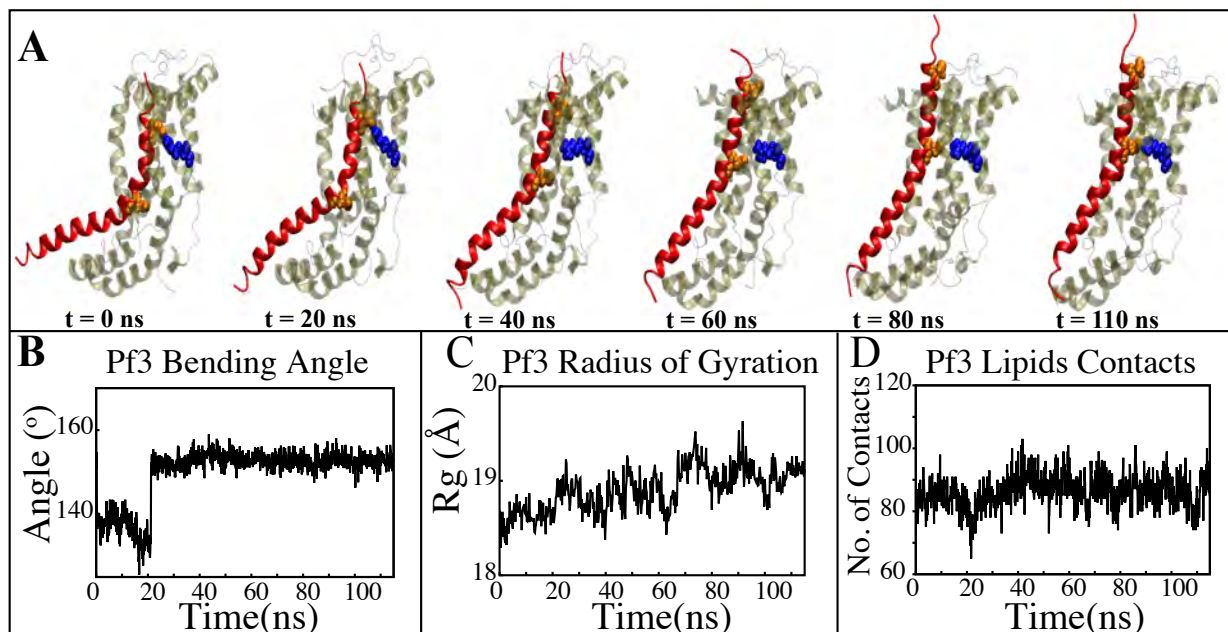 A
t = 0 ns t = 20 ns t = 40 ns t = 60 ns t = 80 ns t = 110 ns
B Pf3 Bending Angle
Angle (o)
160
140
0 20 40 60 80 100
Time(ns)
C Pf3 Radius of Gyration
Rg (Å)
20
19
18
0 20 40 60 80 100
Time(ns)
D Pf3 Lipids Contacts
No. of Contacts
120
100
80
60
0 20 40 60 80 100
Time(ns)